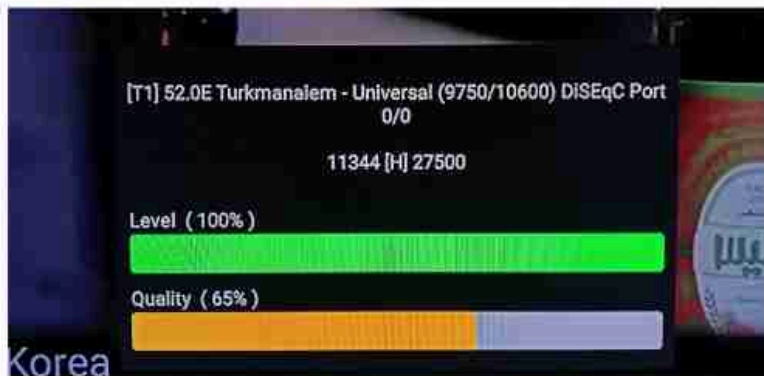 [T1] 52.0E Turkmanalem - Universal (9750/10600) DiSEqC Port
0/0
11344 [H] 27500
Level ( 100% )
Quality ( 65% )
Korea